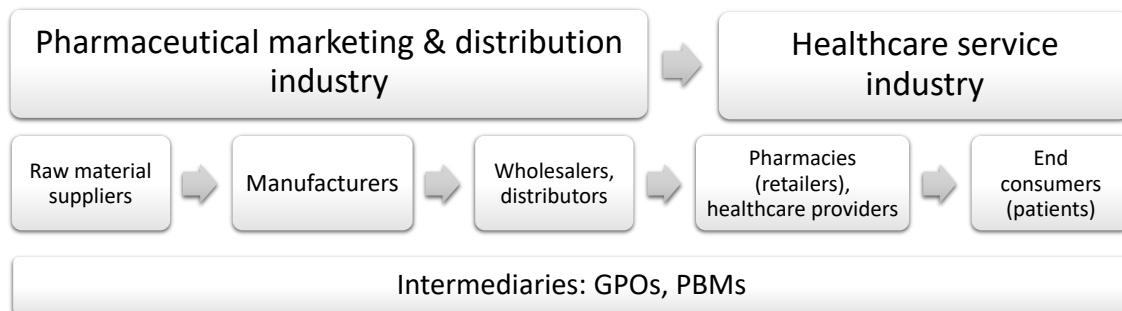 Pharmaceutical marketing & distribution
industry
Healthcare service
industry
Raw material
suppliers
Manufacturers
Wholesalers,
distributors
Pharmacies
(retailers),
healthcare providers
End
consumers
(patients)
Intermediaries: GPOs, PBMs